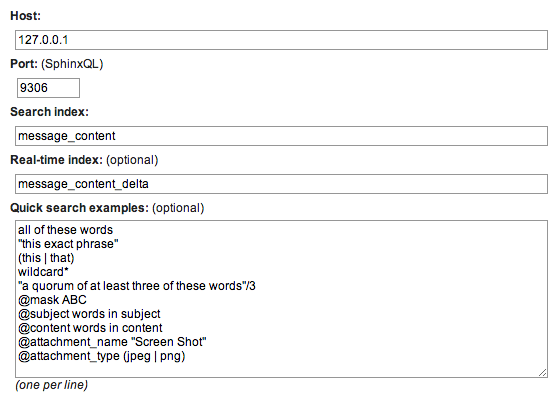 Host:
127.0.0.1
Port: (SphinxQL)
9306
Search index:
message_content
Real-time index: (optional)
message_content_delta
Quick search examples: (optional)
all of these words
"this exact phrase"
(this | that)
wildcard*
"a quorum of at least three of these words"/3
@mask ABC
@subject words in subject
@content words in content
@attachment_name "Screen Shot"
@attachment_type (jpeg | png)
(one per line)